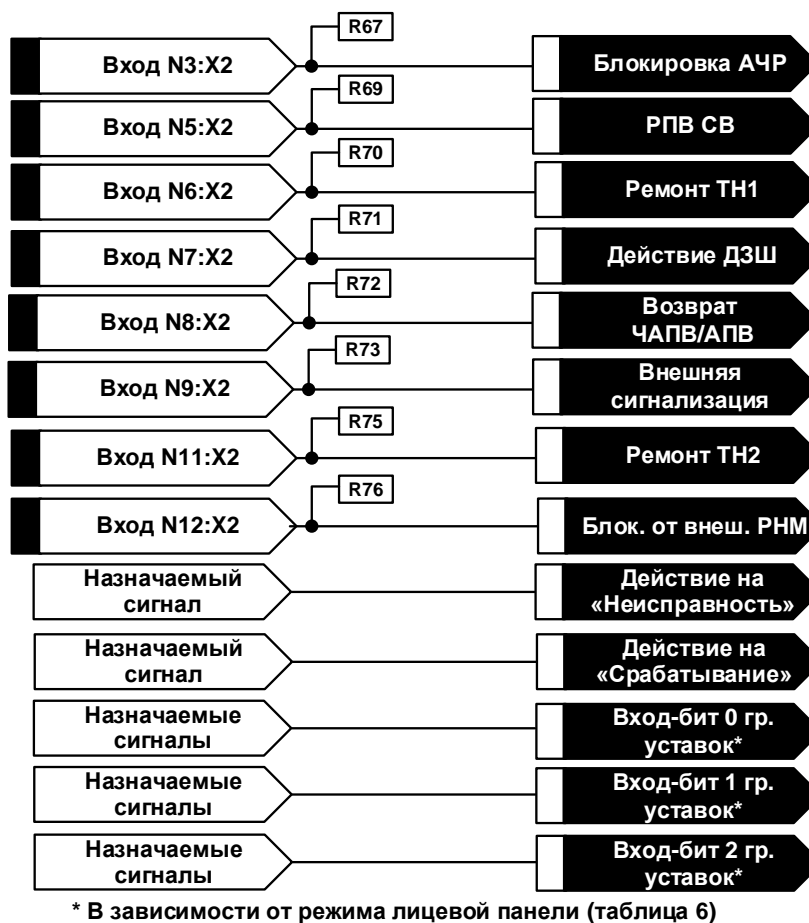 R67
Вход N3:X2
Блокировка АЧР
R69
Вход N5:X2
РПВ СВ
R70
Вход N6:X2
Ремонт ТН1
R71
Вход N7:X2
Действие ДЗШ
R72
Вход N8:X2
Возврат
ЧАПВ/АПВ
R73
Вход N9:X2
Внешняя
сигнализация
R75
Вход N11:X2
Ремонт ТН2
R76
Вход N12:X2
Блок. от внеш. РНМ
Назначаемый
сигнал
Действие на
«Неисправность»
Назначаемый
сигнал
Действие на
«Срабатывание»
Назначаемые
сигналы
Вход-бит 0 гр.
уставок*
Назначаемые
сигналы
Вход-бит 1 гр.
уставок*
Назначаемые
сигналы
Вход-бит 2 гр.
уставок*
* В зависимости от режима лицевой панели (таблица 6)